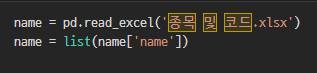 name = pd.read_excel('종목 및 코드.xlsx')
name = list(name['name'])